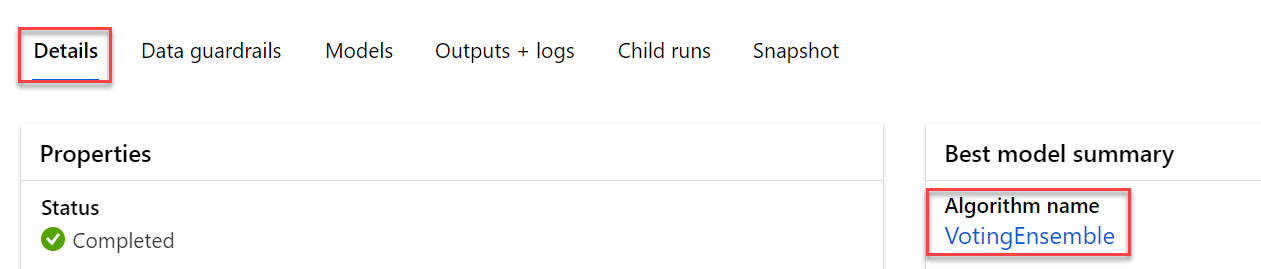 Details Data guardrails Models Outputs + logs Child runs Snapshot
Properties
Status
Completed
Best model summary
Algorithm name
VotingEnsemble